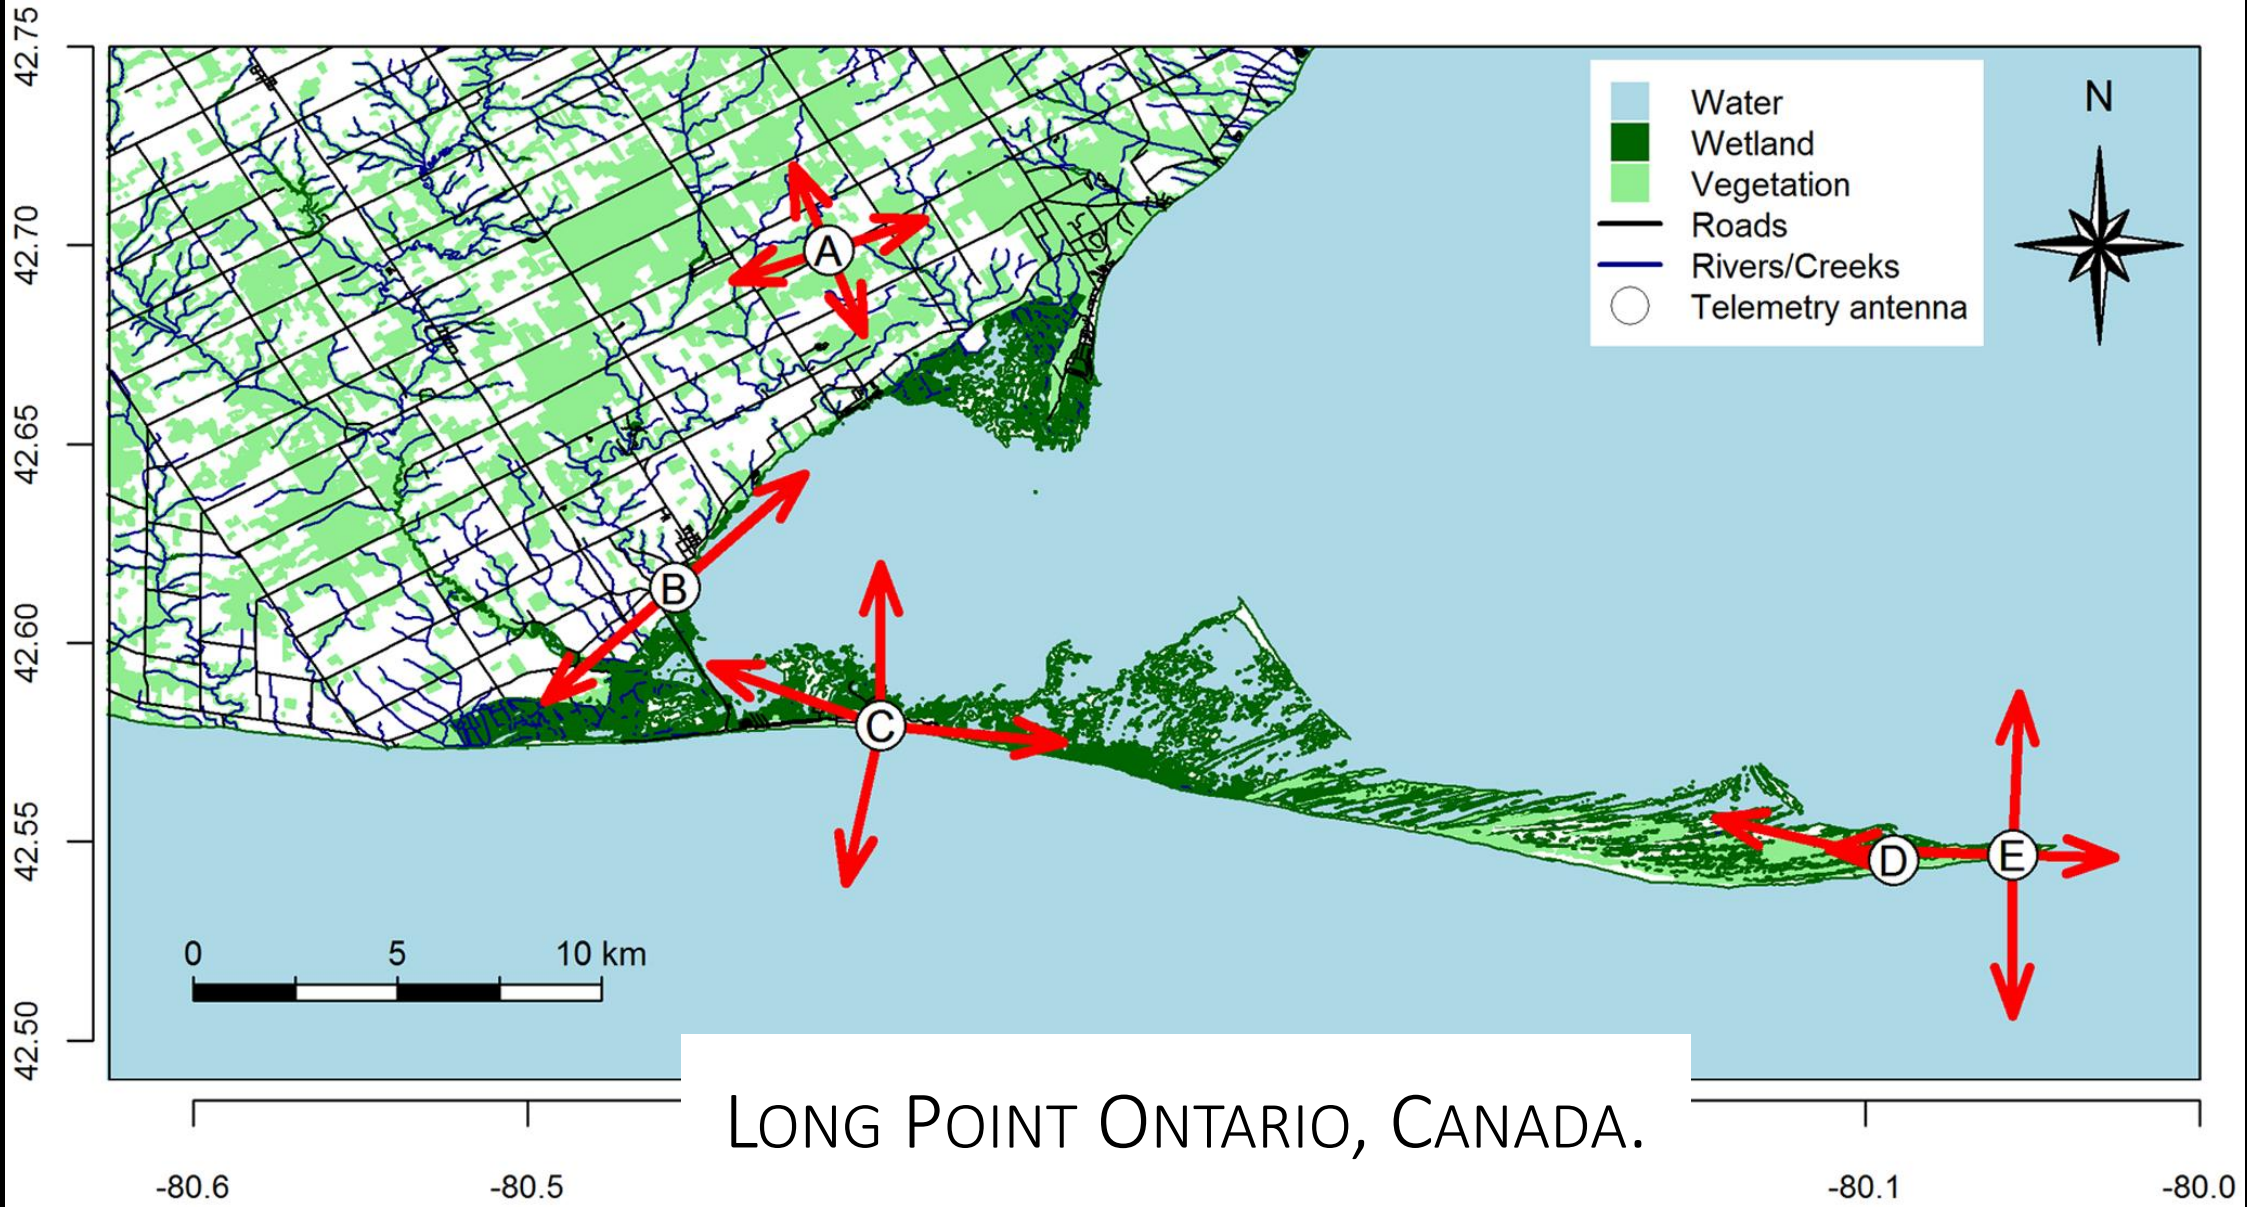 42.75
42.70
42.65
42.60
42.55
42.50
Water
Wetland
Vegetation
Roads
Rivers/Creeks
Telemetry antenna
N
A
B
C
D
E
0 5 10 km
LONG POINT ONTARIO, CANADA.
-80.6 -80.5 -80.1 -80.0